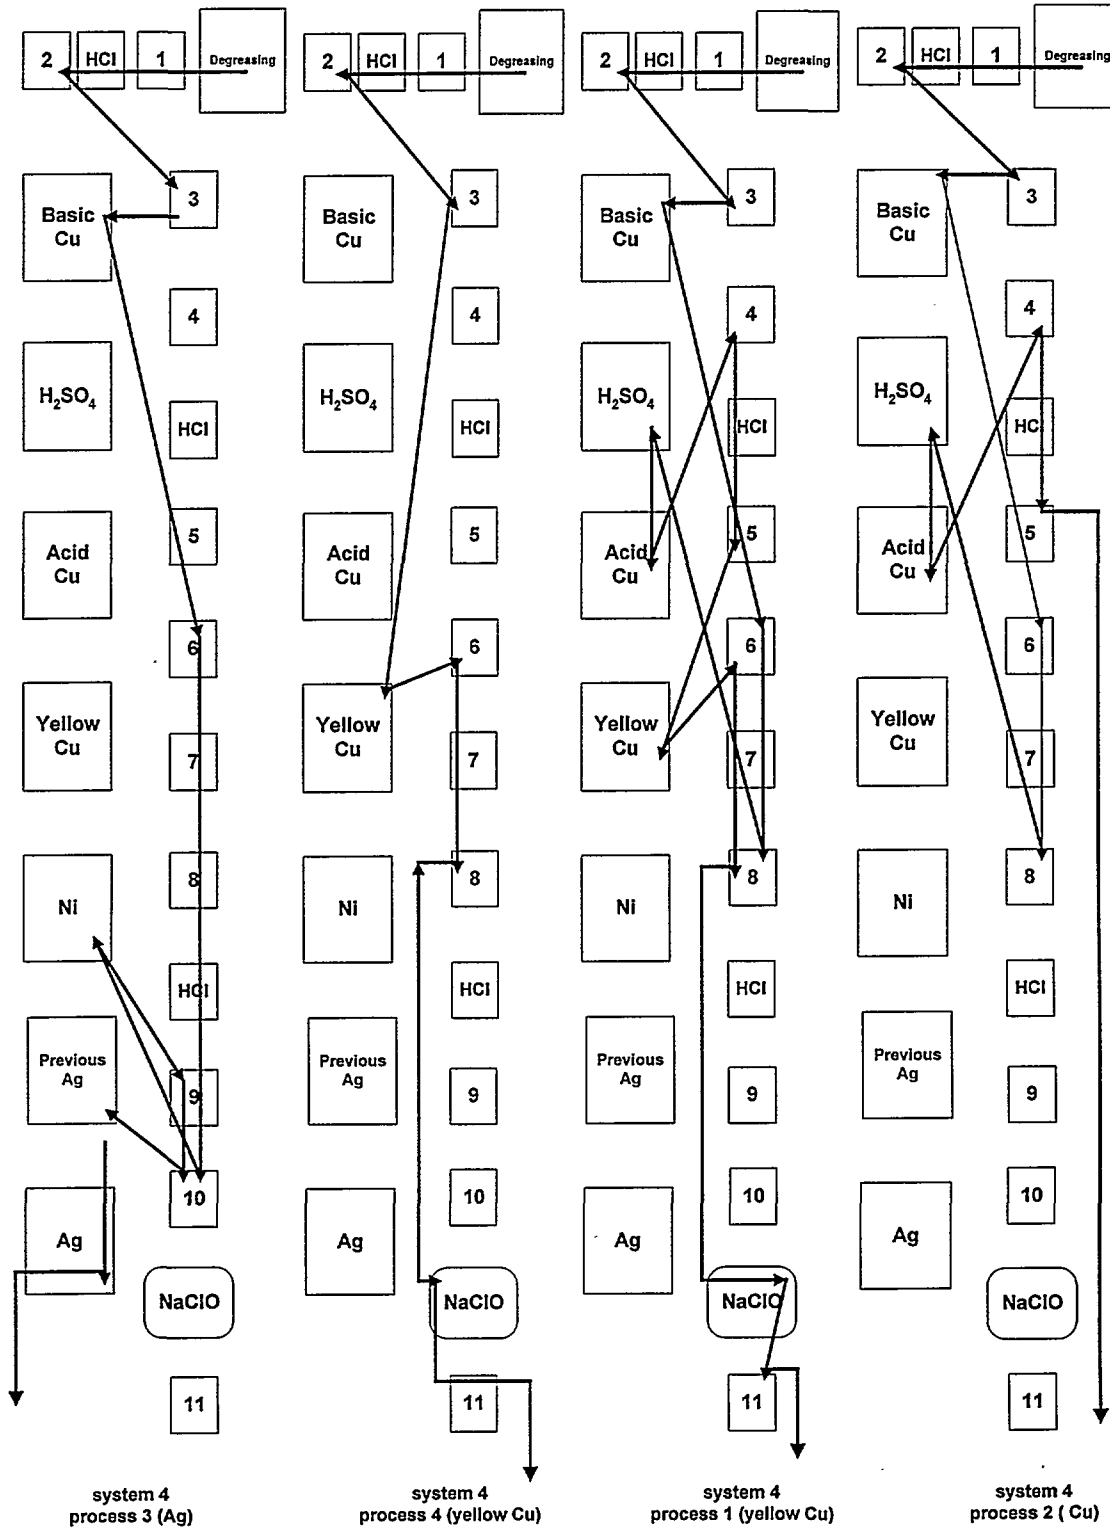 2 HCl 1 Degreasing
3
Basic
Cu
4
H₂SO₄
HCl
5
Acid
Cu
6
Yellow
Cu
7
8
Ni
HCl
Previous
Ag
9
10
Ag
NaClO
11
system 4
process 3 (Ag)
2 HCl 1 Degreasing
3
Basic
Cu
4
H₂SO₄
HCl
5
Acid
Cu
6
Yellow
Cu
7
8
Ni
HCl
Previous
Ag
9
10
Ag
NaClO
11
system 4
process 4 (yellow Cu)
2 HCl 1 Degreasing
3
Basic
Cu
4
H₂SO₄
HCl
5
Acid
Cu
6
Yellow
Cu
7
8
Ni
HCl
Previous
Ag
9
10
Ag
NaClO
11
system 4
process 1 (yellow Cu)
2 HCl 1 Degreasing
3
Basic
Cu
4
H₂SO₄
HCl
5
Acid
Cu
6
Yellow
Cu
7
8
Ni
HCl
Previous
Ag
9
10
Ag
NaClO
11
system 4
process 2 ( Cu)